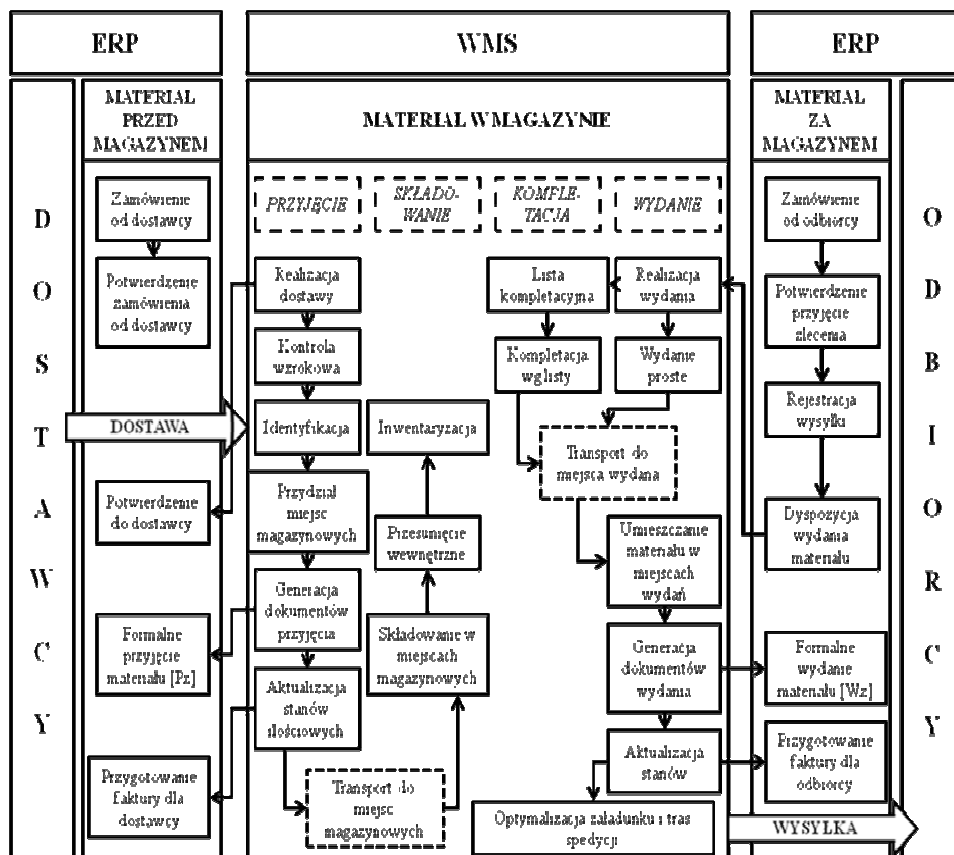 ERP
WMS
ERP
MATERIAŁ
PRZED
MAGAZYNEM
MATERIAŁ W MAGAZYNIE
MATERIAŁ
ZA
MAGAZYNEM
D
O
S
T
A
W
C
Y
Zamówienie
od dostawcy
Potwierdzenie
zamówienia
od dostawcy
DOSTAWA
Potwierdzenie
do dostawcy
Formalne
przyjęcie
materiału [Pz]
Przygotowanie
faktury dla
dostawcy
PRZYJĘCIE
SKŁADO-
WANIE
KOMPLE-
TACJA
WYDANIE
Realizacja
dostawy
Kontrola
wzrokowa
Identyfikacja
Przydział
miejsc
magazynowych
Generacja
dokumentów
przyjęcia
Aktualizacja
stanów
ilościowych
Transport do
miejsc
magazynowych
Inwentaryzacja
Przesunięcie
wewnętrzne
Składowanie w
miejscach
magazynowych
Lista
kompletacyjna
Kompletacja
wg listy
Realizacja
wydania
Wydanie
proste
Transport do
miejsca wydana
Umieszczanie
materiału w
miejscach
wydań
Generacja
dokumentów
wydania
Aktualizacja
stanów
Optymalizacja załadunku i tras
spedycji
Zamówienie
od odbiorcy
Potwierdzenie
przyjęcie
zlecenia
Rejestracja
wysyłki
Dyspozycja
wydania
materiału
Formalne
wydanie
materiału [Wz]
Przygotowanie
faktury dla
odbiorcy
WYSYŁKA
O
D
B
I
O
R
C
Y